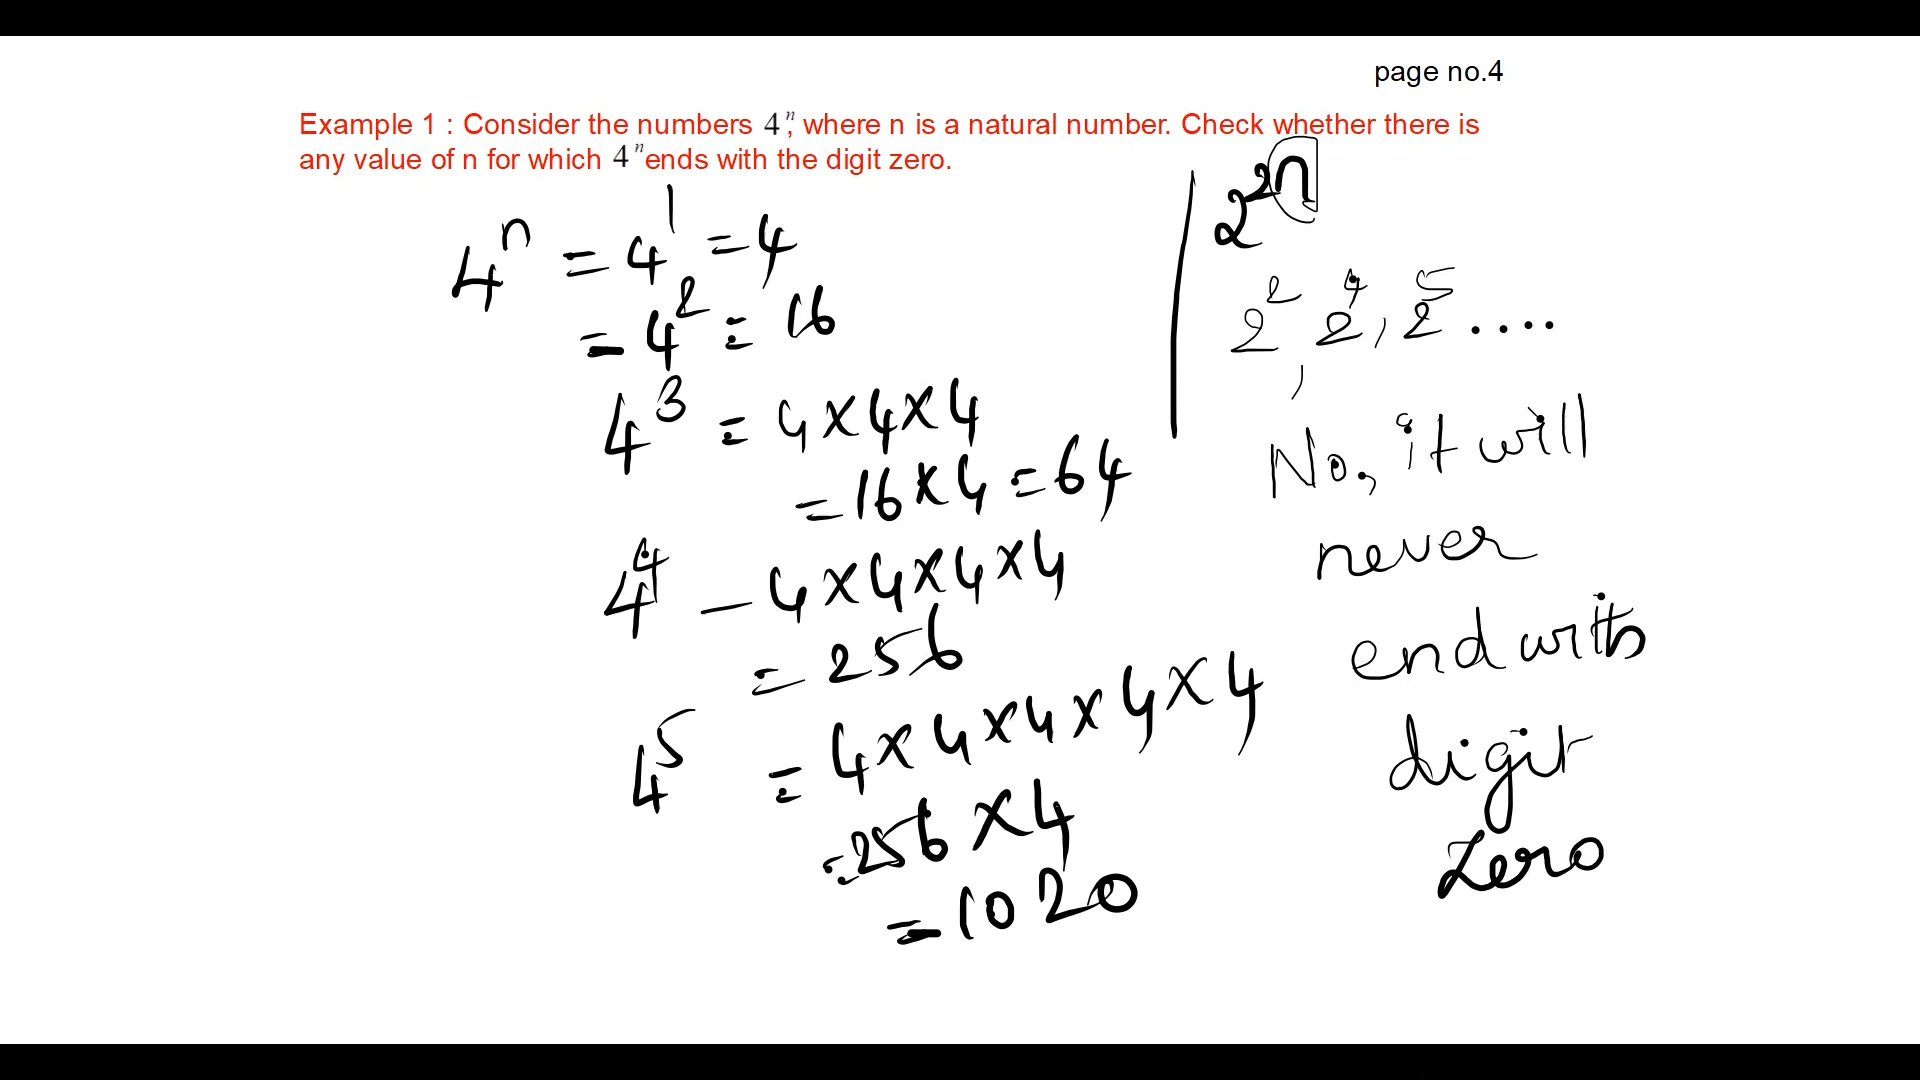 page no.4
Example 1 : Consider the numbers 4ⁿ, where n is a natural number. Check whether there is
any value of n for which 4ⁿ ends with the digit zero.
4ⁿ = 4¹ = 4
= 4² = 16
4³ = 4×4×4
= 16×4 = 64
4⁴ – 4×4×4×4
= 256
4⁵ = 4×4×4×4×4
= 256×4
= 1020
2²ⁿ
2², 2⁴, 2⁵ ....
No, it will
never
end with
digit
Zero